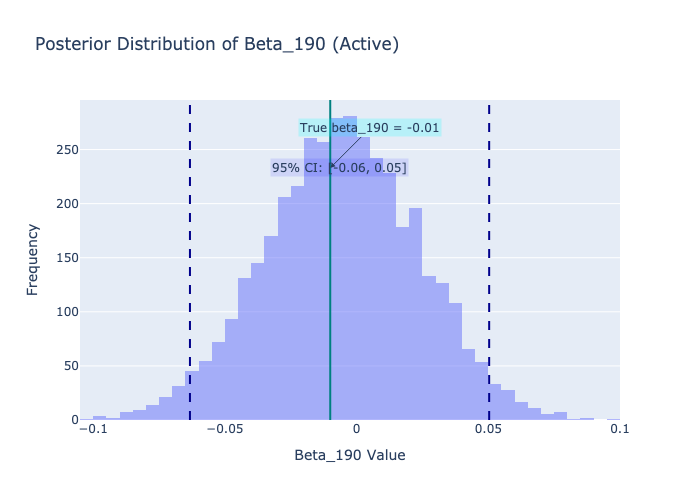 Posterior Distribution of Beta_190 (Active)
True beta_190 = -0.01
95% CI: [-0.06, 0.05]
Frequency
250
200
150
100
50
0
−0.1
−0.05
0
0.05
0.1
Beta_190 Value